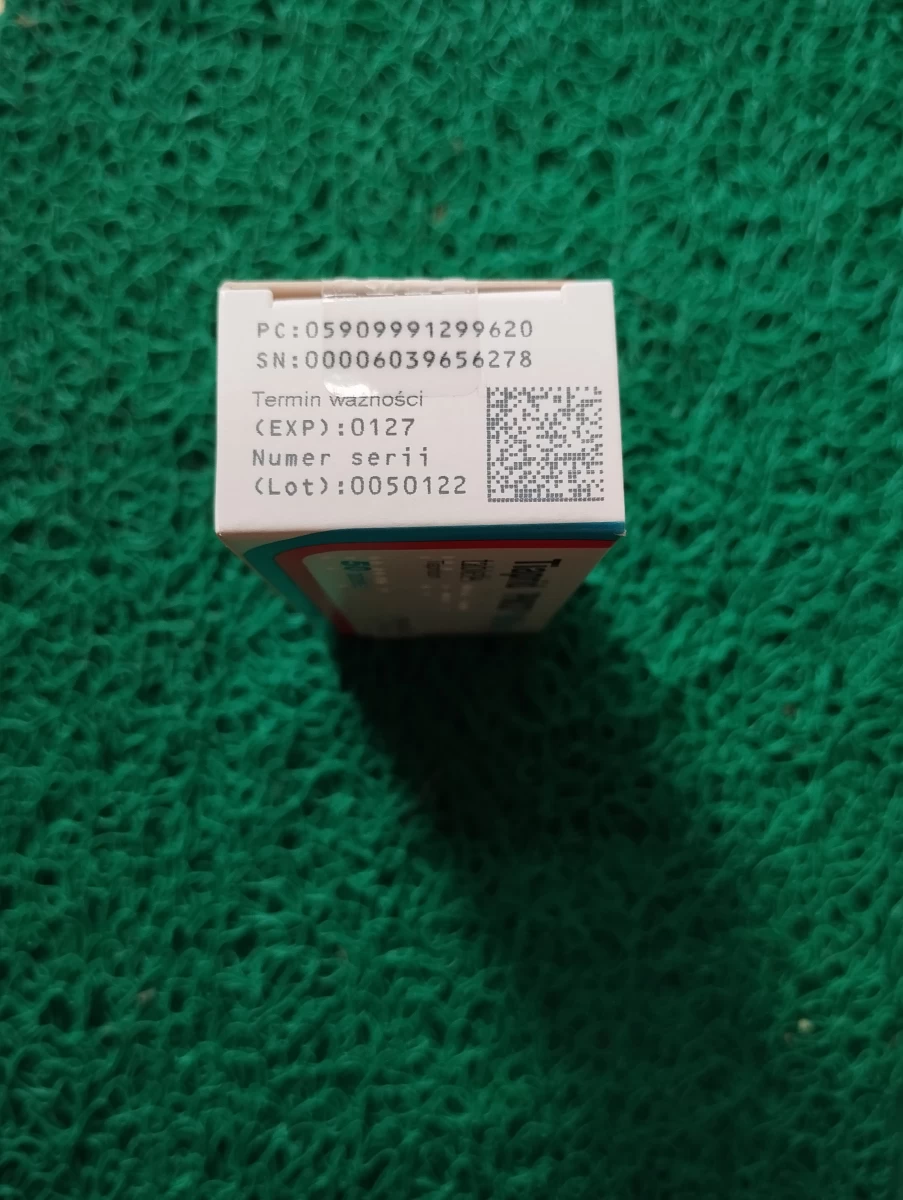 PC:05909991299620
SN:00006039656278
Termin ważności
(EXP):0127
Numer serii
(Lot):0050122